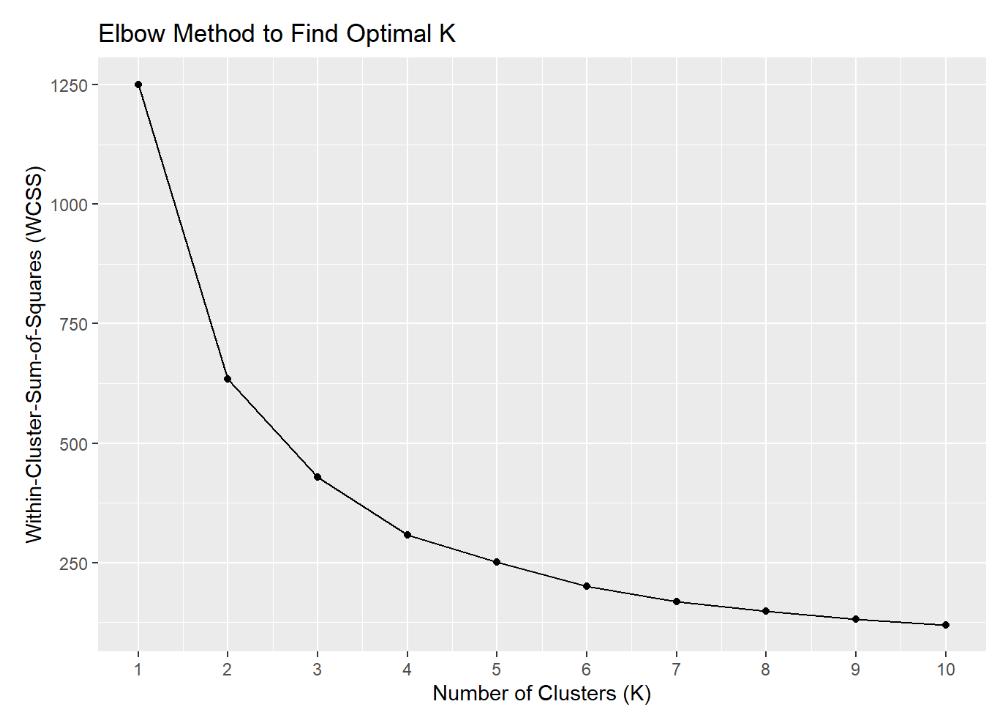 Elbow Method to Find Optimal K
Within-Cluster-Sum-of-Squares (WCSS)
1250
1000
750
500
250
1 2 3 4 5 6 7 8 9 10
Number of Clusters (K)